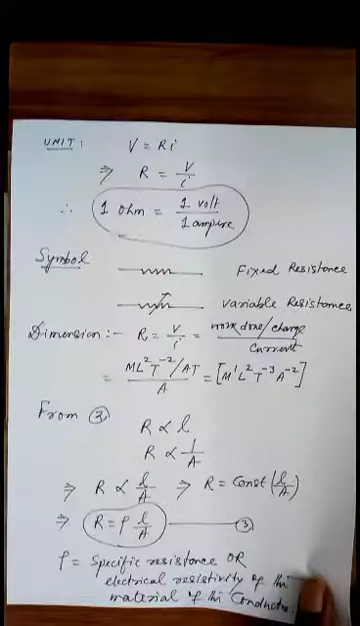 UNIT: V = Ri
⇒ R = V/i
∴ 1 ohm = 1 volt/1 ampere
Symbol Fixed Resistance
Variable Resistance
Dimension :- R = V/i = work done/charge / Current
= ML²T⁻²/AT / A = [M¹L²T⁻³A⁻²]
From ②
R ∝ l
R ∝ 1/A
⇒ R ∝ l/A ⇒ R = Const (l/A)
⇒ R = ρ l/A ③
ρ = Specific resistance OR
electrical resistivity of the
material of the Conductor.